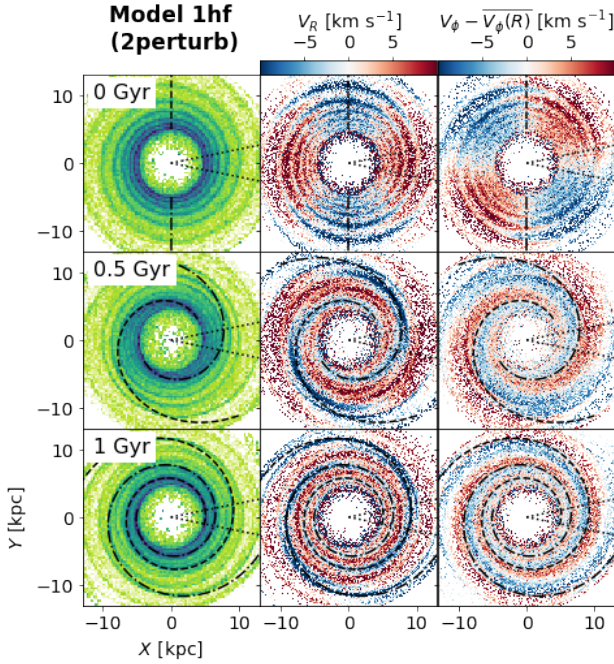 Model 1hf
(2perturb)
V_R [km s⁻¹]
−5 0 5
V_ϕ − \overline{V_ϕ(R)} [km s⁻¹]
−5 0 5
0 Gyr
10
0
−10
0.5 Gyr
10
0
−10
1 Gyr
10
0
−10
Y [kpc]
−10 0 10
−10 0 10
−10 0 10
X [kpc]